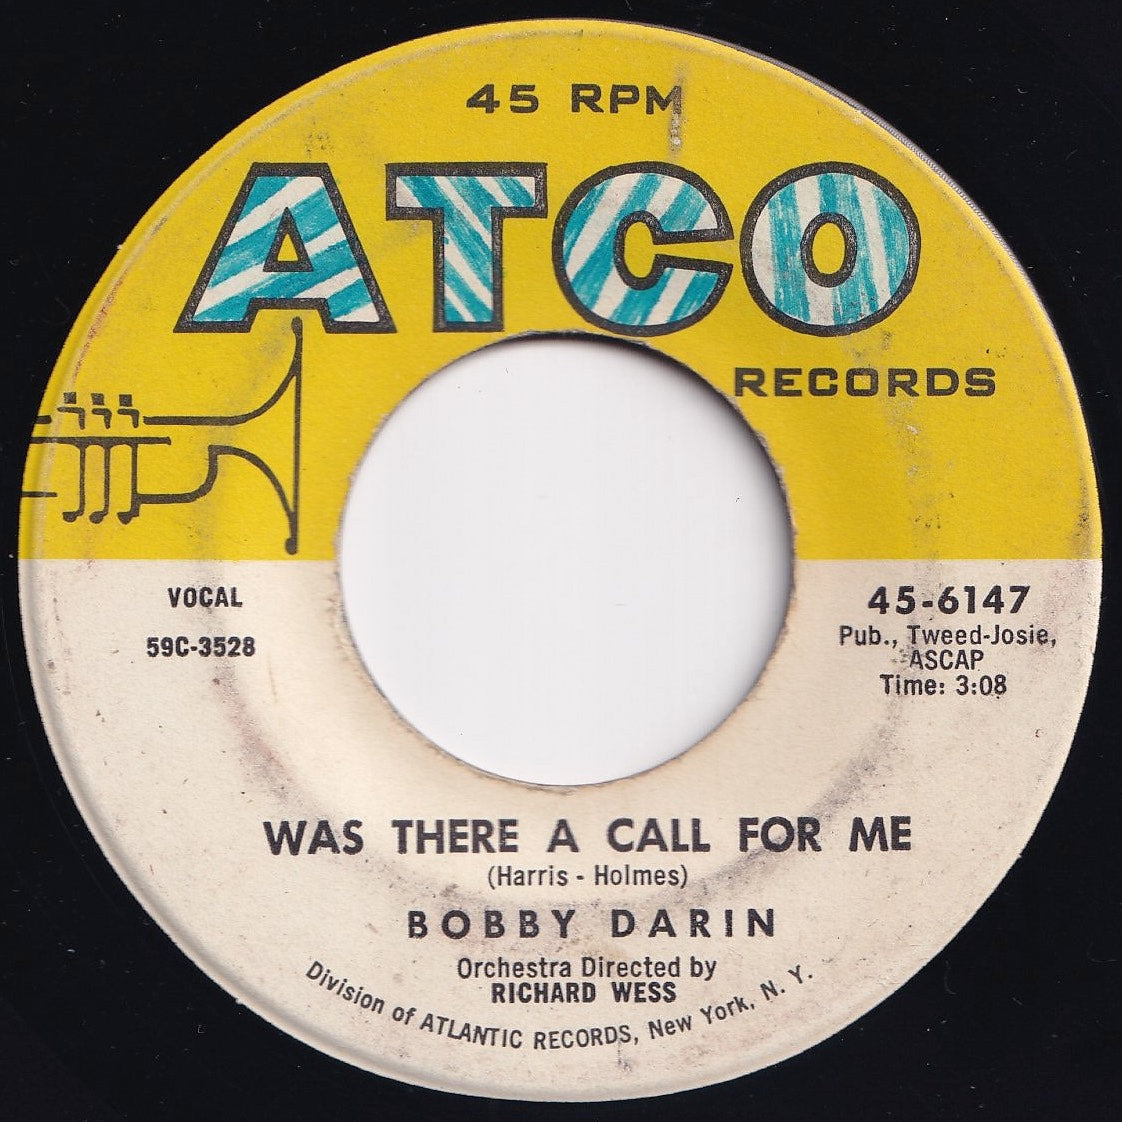 45 RPM
ATCO
RECORDS
VOCAL
59C-3528
45-6147
Pub., Tweed-Josie,
ASCAP
Time: 3:08
WAS THERE A CALL FOR ME
(Harris - Holmes)
BOBBY DARIN
Orchestra Directed by
RICHARD WESS
Division of ATLANTIC RECORDS, New York, N. Y.